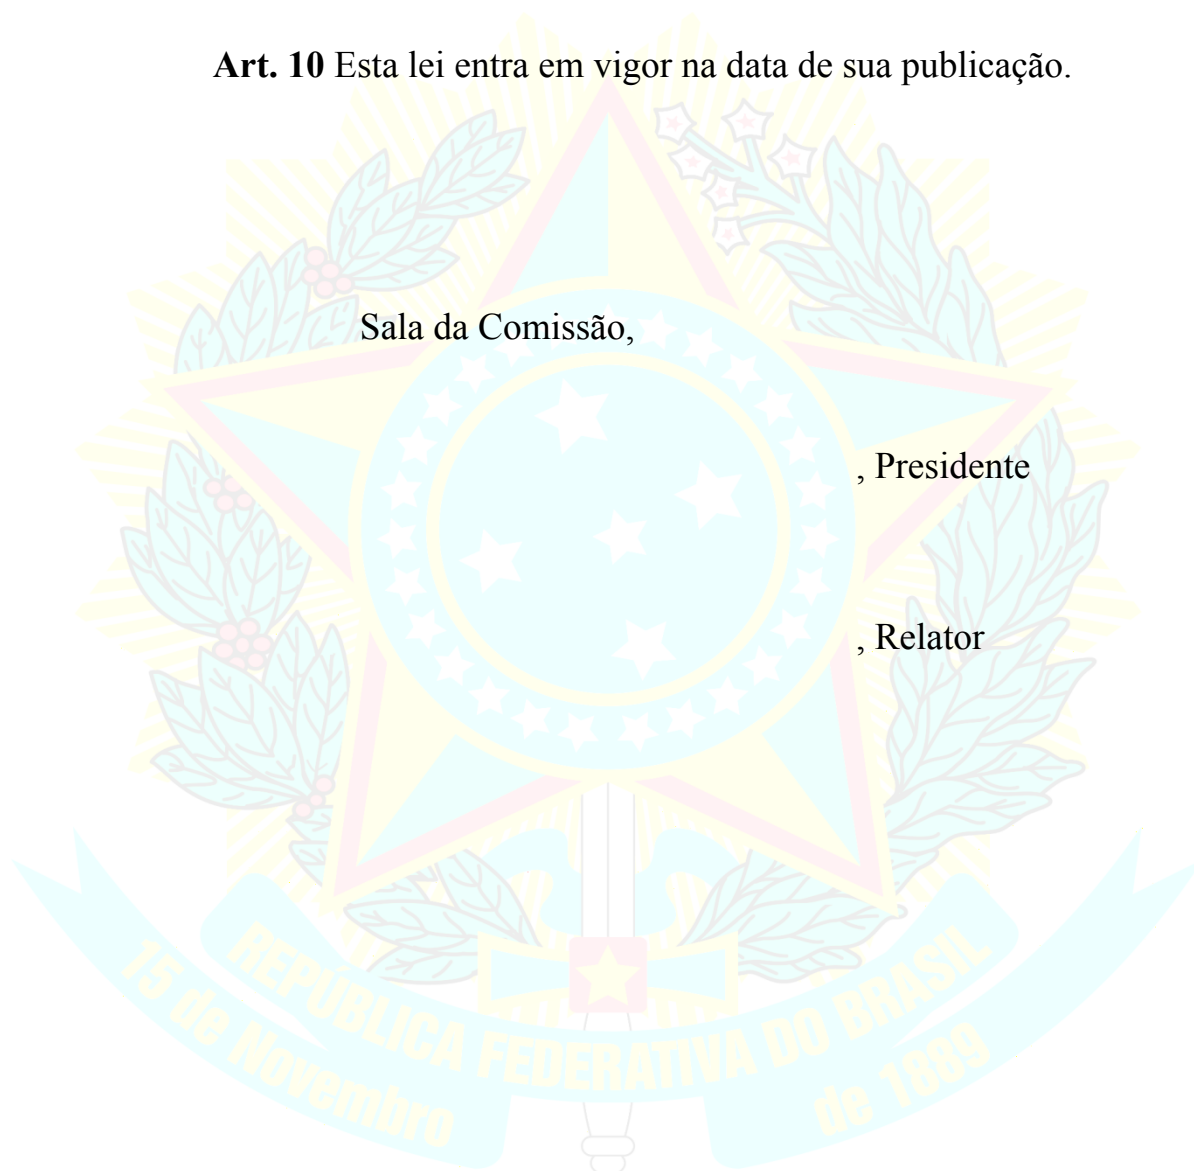 Art. 10 Esta lei entra em vigor na data de sua publicação.
Sala da Comissão,
, Presidente
, Relator
REPÚBLICA FEDERATIVA DO BRASIL
15 de Novembro
de 1889